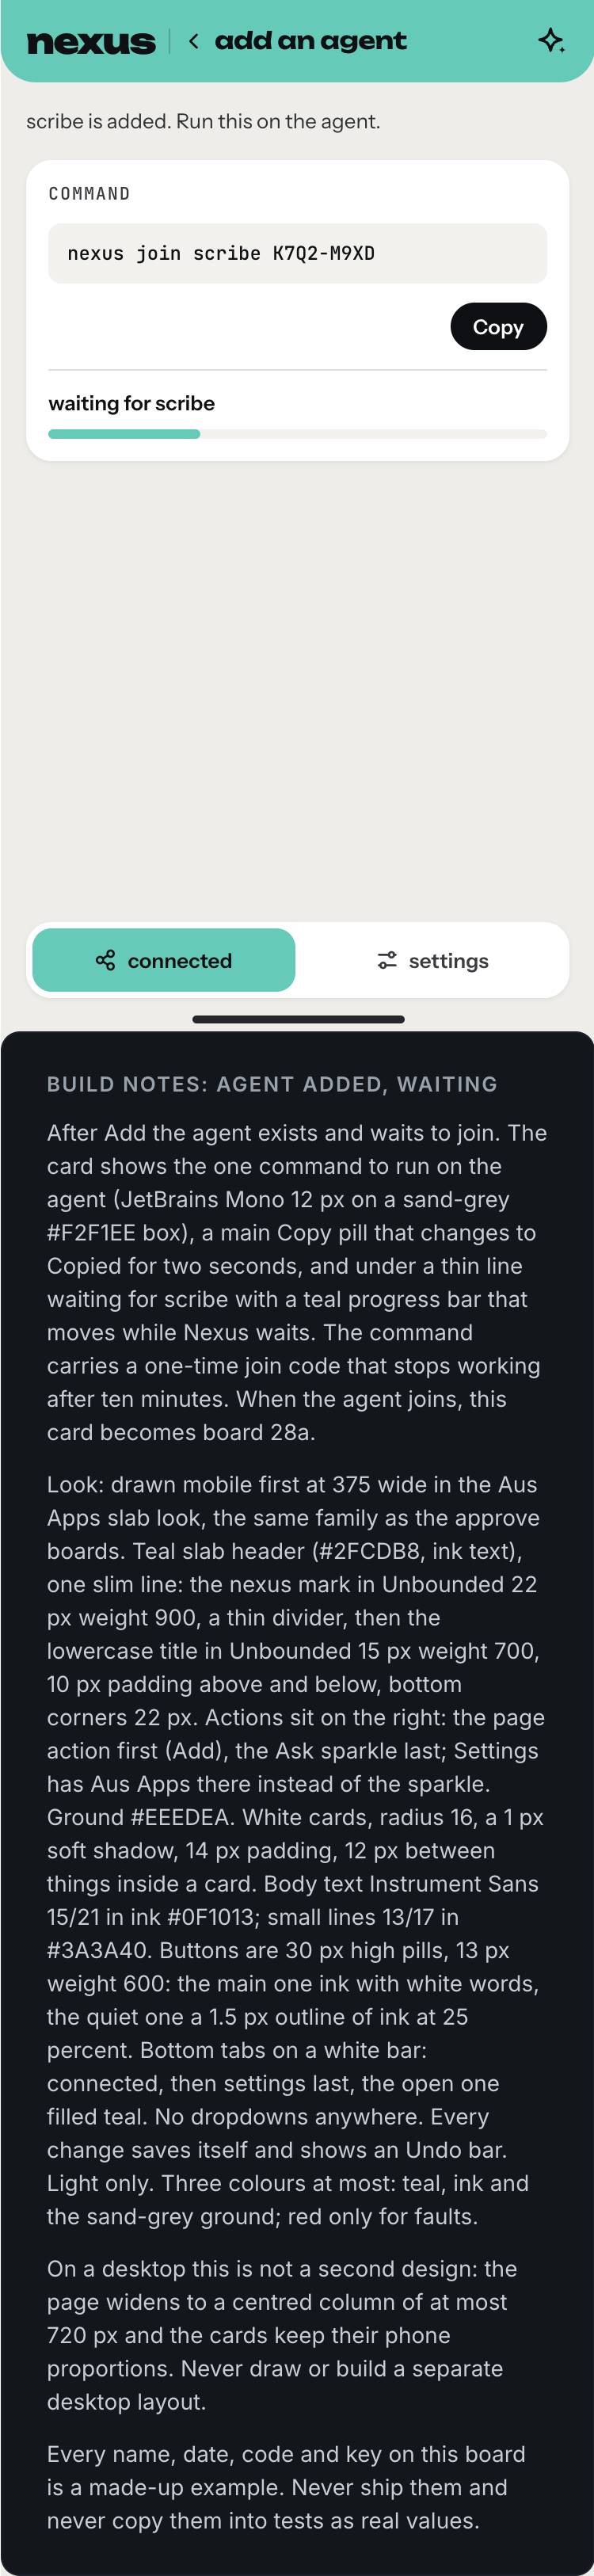 nexus
add an agent
scribe is added. Run this on the agent.
COMMAND
nexus join scribe K7Q2-M9XD
Copy
waiting for scribe
connected
settings
BUILD NOTES: AGENT ADDED, WAITING
After Add the agent exists and waits to join. The
card shows the one command to run on the
agent (JetBrains Mono 12 px on a sand-grey
#F2F1EE box), a main Copy pill that changes to
Copied for two seconds, and under a thin line
waiting for scribe with a teal progress bar that
moves while Nexus waits. The command
carries a one-time join code that stops working
after ten minutes. When the agent joins, this
card becomes board 28a.
Look: drawn mobile first at 375 wide in the Aus
Apps slab look, the same family as the approve
boards. Teal slab header (#2FCDB8, ink text),
one slim line: the nexus mark in Unbounded 22
px weight 900, a thin divider, then the
lowercase title in Unbounded 15 px weight 700,
10 px padding above and below, bottom
corners 22 px. Actions sit on the right: the page
action first (Add), the Ask sparkle last; Settings
has Aus Apps there instead of the sparkle.
Ground #EEEDEA. White cards, radius 16, a 1 px
soft shadow, 14 px padding, 12 px between
things inside a card. Body text Instrument Sans
15/21 in ink #0F1013; small lines 13/17 in
#3A3A40. Buttons are 30 px high pills, 13 px
weight 600: the main one ink with white words,
the quiet one a 1.5 px outline of ink at 25
percent. Bottom tabs on a white bar:
connected, then settings last, the open one
filled teal. No dropdowns anywhere. Every
change saves itself and shows an Undo bar.
Light only. Three colours at most: teal, ink and
the sand-grey ground; red only for faults.
On a desktop this is not a second design: the
page widens to a centred column of at most
720 px and the cards keep their phone
proportions. Never draw or build a separate
desktop layout.
Every name, date, code and key on this board
is a made-up example. Never ship them and
never copy them into tests as real values.